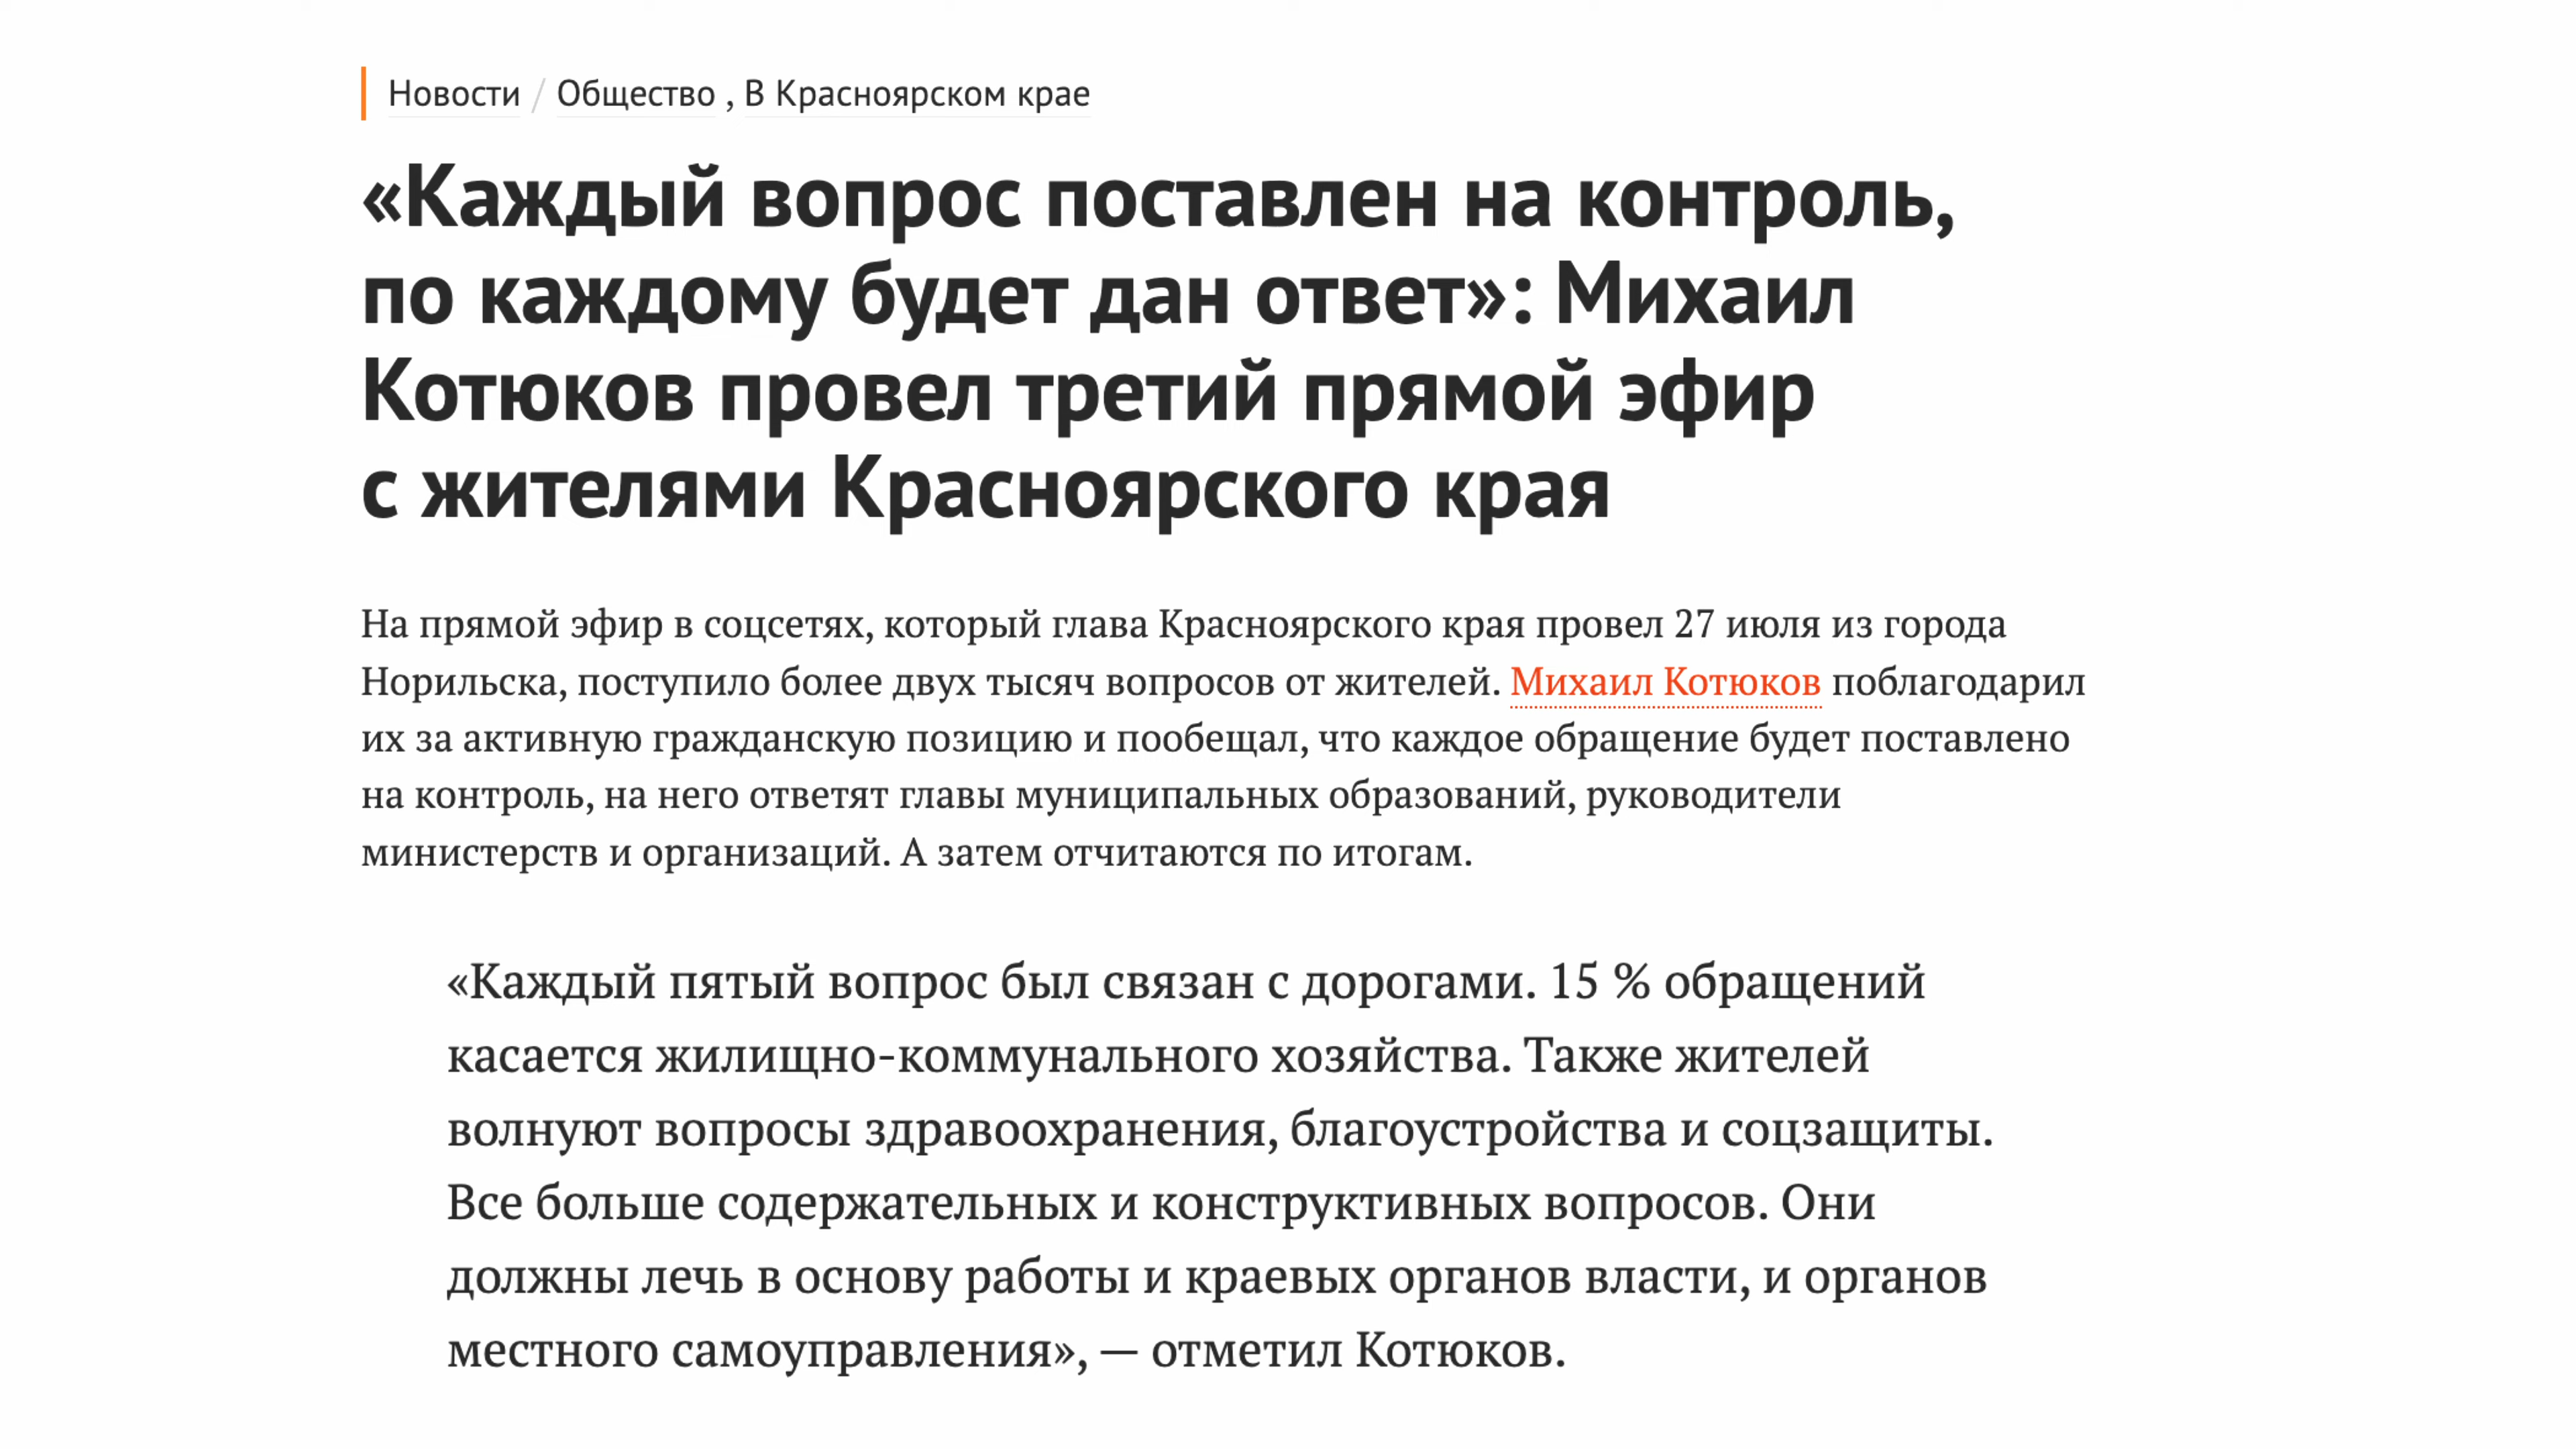 Новости / Общество , В Красноярском крае
«Каждый вопрос поставлен на контроль,
по каждому будет дан ответ»: Михаил
Котюков провел третий прямой эфир
с жителями Красноярского края
На прямой эфир в соцсетях, который глава Красноярского края провел 27 июля из города
Норильска, поступило более двух тысяч вопросов от жителей. Михаил Котюков поблагодарил
их за активную гражданскую позицию и пообещал, что каждое обращение будет поставлено
на контроль, на него ответят главы муниципальных образований, руководители
министерств и организаций. А затем отчитаются по итогам.
«Каждый пятый вопрос был связан с дорогами. 15 % обращений
касается жилищно-коммунального хозяйства. Также жителей
волнуют вопросы здравоохранения, благоустройства и соцзащиты.
Все больше содержательных и конструктивных вопросов. Они
должны лечь в основу работы и краевых органов власти, и органов
местного самоуправления», — отметил Котюков.